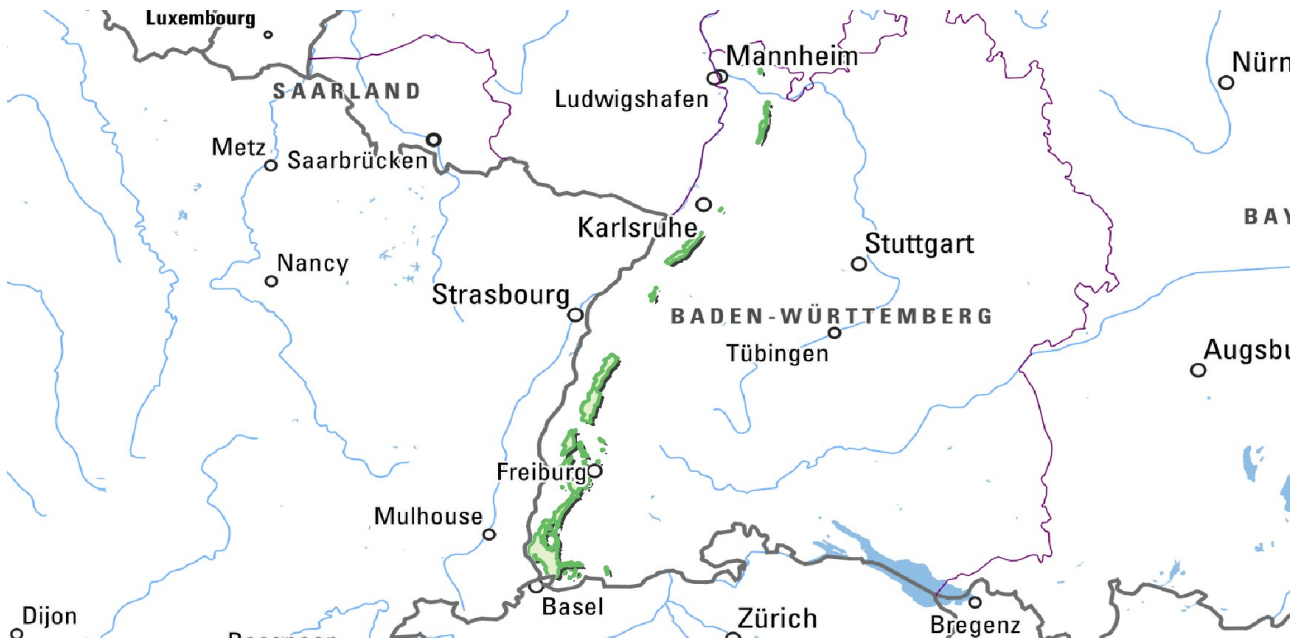 Luxembourg
Mannheim
Nürn
SAARLAND
Ludwigshafen
Metz
Saarbrücken
Karlsruhe
BAY
Stuttgart
Nancy
Strasbourg
BADEN-WÜRTTEMBERG
Tübingen
Augsbu
Freiburg
Mulhouse
Basel
Dijon
Zürich
Bregenz